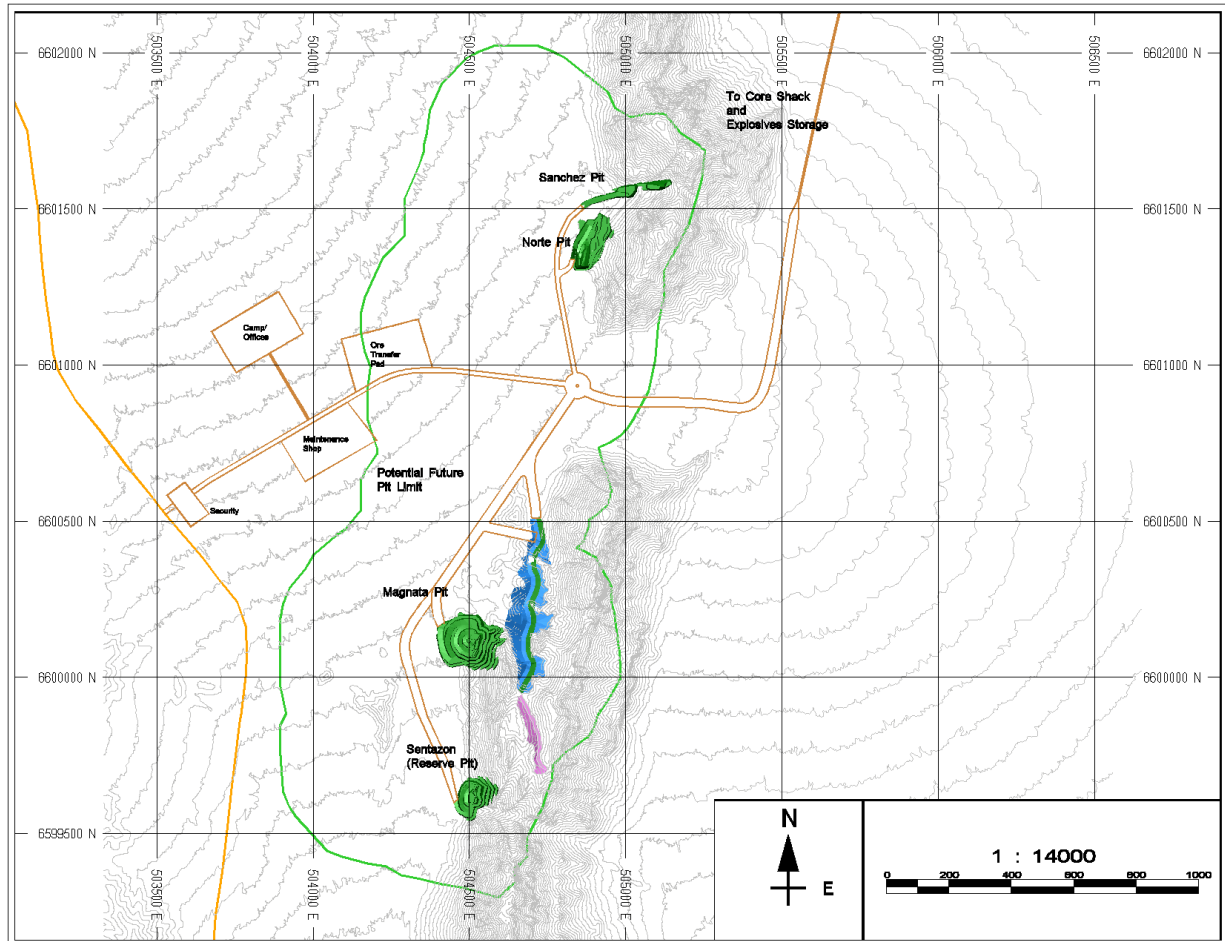 503500 E
504000 E
504500 E
505000 E
505500 E
506000 E
506500 E
6602000 N
6602000 N
To Core Shack
and
Explosives Storage
Sanchez Pit
6601500 N
6601500 N
Norte Pit
Camp/
Offices
Ore
Transfer
Pad
6601000 N
6601000 N
Maintenance
Shop
Potential Future
Pit Limit
Security
6600500 N
6600500 N
Magnata Pit
6600000 N
6600000 N
Sentazon
(Reserve Pit)
6599500 N
6599500 N
N
E
1 : 14000
0 200 400 600 800 1000
503500 E
504000 E
504500 E
505000 E
505500 E
506000 E
506500 E